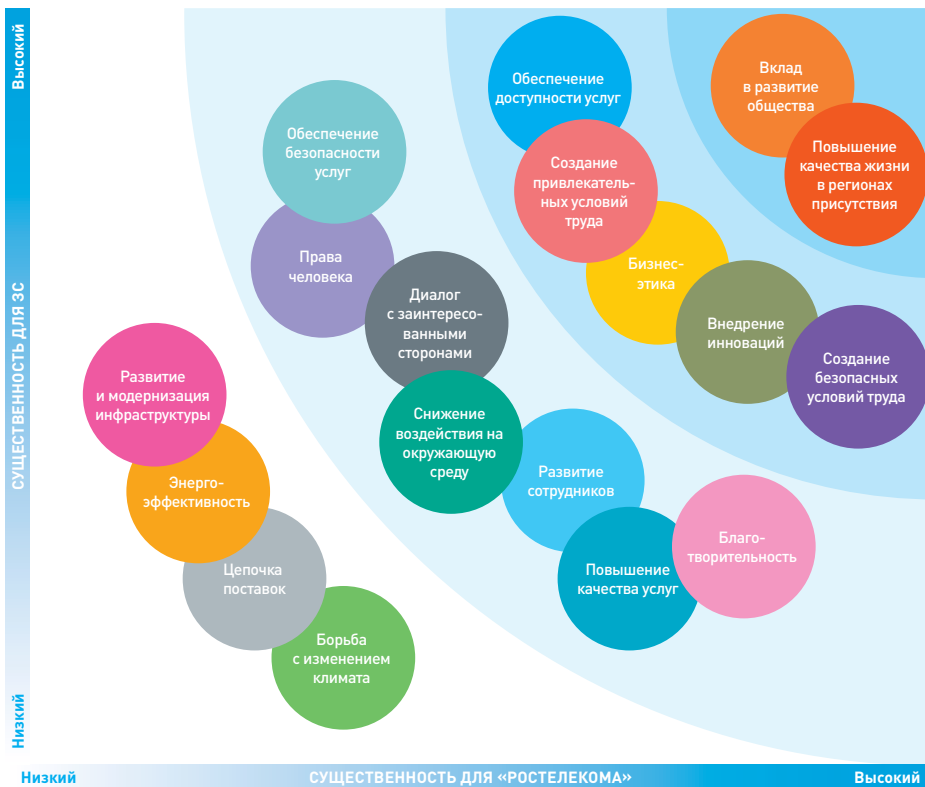 Высокий
СУЩЕСТВЕННОСТЬ ДЛЯ ЗС
Низкий
Обеспечение
доступности услуг
Вклад
в развитие
общества
Обеспечение
безопасности
услуг
Создание
привлекатель-
ных условий
труда
Повышение
качества жизни
в регионах
присутствия
Права
человека
Бизнес-
этика
Диалог
с заинтересо-
ванными
сторонами
Внедрение
инноваций
Создание
безопасных
условий труда
Развитие
и модернизация
инфраструктуры
Снижение
воздействия на
окружающую
среду
Развитие
сотрудников
Энерго-
эффективность
Благо-
творительность
Цепочка
поставок
Повышение
качества услуг
Борьба
с изменением
климата
Низкий
СУЩЕСТВЕННОСТЬ ДЛЯ «РОСТЕЛЕКОМА»
Высокий